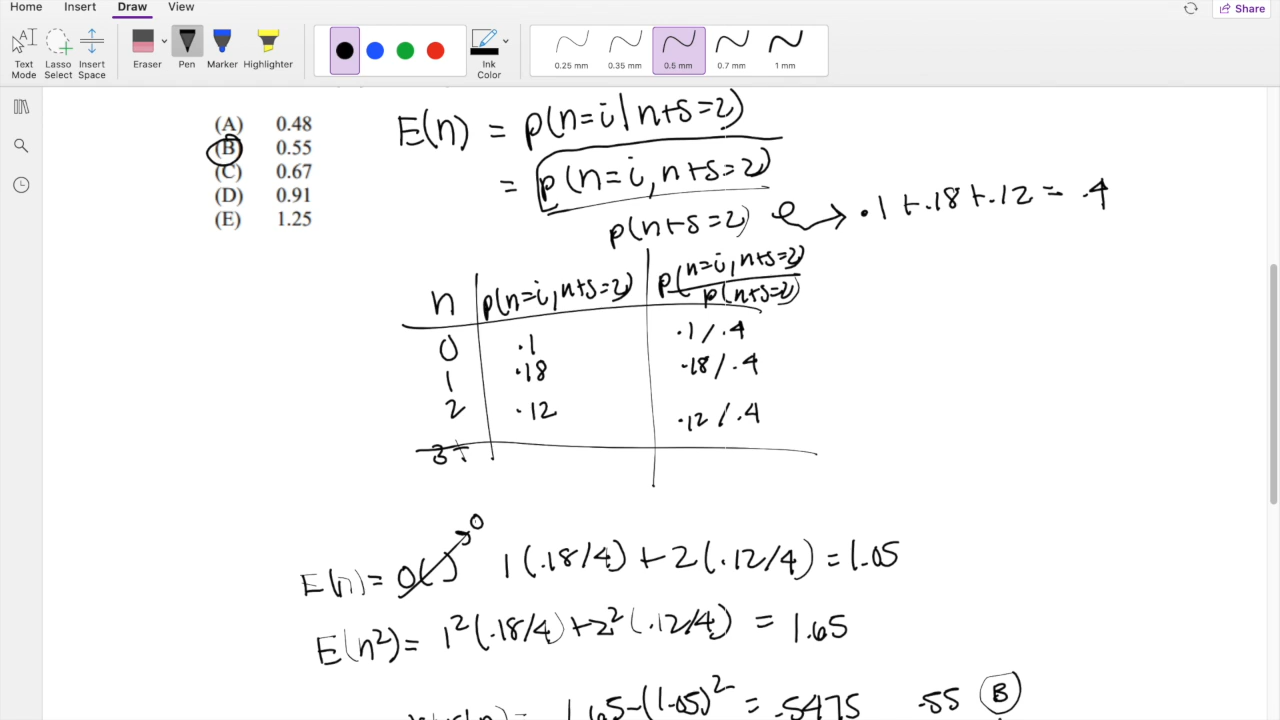 Home Insert Draw View Share
Text Mode Lasso Select Insert Space Eraser Pen Marker Highlighter Ink Color 0.25 mm 0.35 mm 0.5 mm 0.7 mm 1 mm
(A) 0.48
(B) 0.55
(C) 0.67
(D) 0.91
(E) 1.25
E(n) = p(n=i | n+s=2)
= p(n=i, n+s=2)
p(n+s=2) → .1 + .18 + .12 = .4
n p(n=i, n+s=2) p(n=i, n+s=2)
p(n+s=2)
0 .1 .1 / .4
1 .18 .18 / .4
2 .12 .12 / .4
3+
E(n) = 0( ) → 0 1(.18/.4) + 2(.12/.4) = 1.05
E(n²) = 1²(.18/.4) + 2²(.12/.4) = 1.65
1.65 - (1.05)² = .5475 .55 B